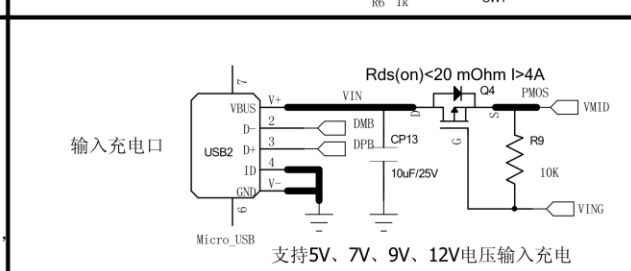 R6 1k
Rds(on)<20 mOhm I>4A
7
Q4
PMOS
VBUS V+ VIN D S VMID
D- 2 DMB
输入充电口
USB2
D+ 3 DPB
CP13
G
R9
ID 4
10uF/25V
10K
GND V-
VING
6
Micro_USB
支持5V、7V、9V、12V电压输入充电